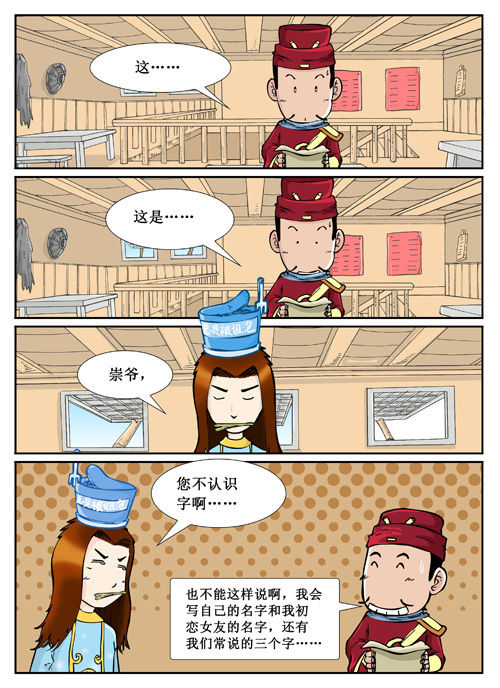 这……
这是……
崇爷，
您不认识
字啊……
也不能这样说啊，我会
写自己的名字和我初
恋女友的名字，还有
我们常说的三个字……